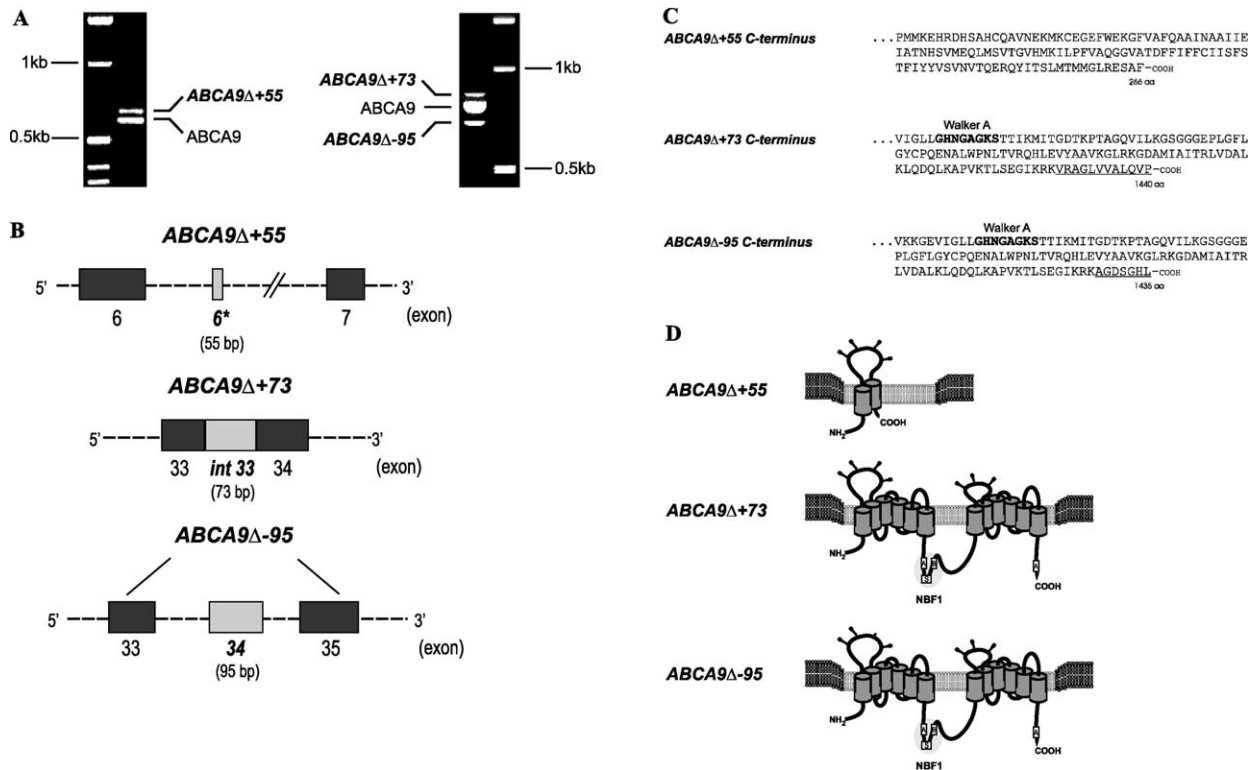 A
1kb
0.5kb
ABCA9Δ+55
ABCA9
ABCA9Δ+73
ABCA9
ABCA9Δ-95
1kb
0.5kb
B
ABCA9Δ+55
5’ 3’
6 6* 7 (exon)
(55 bp)
ABCA9Δ+73
5’ 3’
33 int 33 34 (exon)
(73 bp)
ABCA9Δ-95
5’ 3’
33 34 35 (exon)
(95 bp)
C
ABCA9Δ+55 C-terminus
...PMMKEHRDHSAHCQAVNEKMKCEGEFWEKGFVAFQAAINAAIIE
IATNHSVMEQLMSVTGVHMKILPFVAQGGVATDFFIFFCIISFS
TFIYYVSVNVTQERQYITSLMTMMGLRESAF–COOH
266 aa
Walker A
ABCA9Δ+73 C-terminus
...VIGLLGHNGAGKSTTIKMITGDTKPTAGQVILKGSGGGEPLGFL
GYCPQENALWPNLTVRQHLEVYAAVKGLRKGDAMIAITRLVDAL
KLQDQLKAPVKTLSEGIKRKVRAGLVVALQVP–COOH
1440 aa
Walker A
ABCA9Δ-95 C-terminus
...VKKGEVIGLLGHNGAGKSTTIKMITGDTKPTAGQVILKGSGGGE
PLGFLGYCPQENALWPNLTVRQHLEVYAAVKGLRKGDAMIAITR
LVDALKLQDQLKAPVKTLSEGIKRKAGDSGHL–COOH
1435 aa
D
ABCA9Δ+55
NH2
COOH
ABCA9Δ+73
NH2
A
S
B
NBF1
A
COOH
ABCA9Δ-95
NH2
A
S
B
NBF1
A
COOH